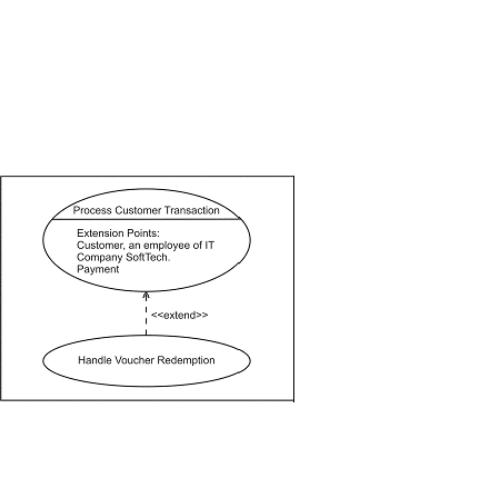 Process Customer Transaction
Extension Points:
Customer, an employee of IT
Company SoftTech.
Payment
<<extend>>
Handle Voucher Redemption